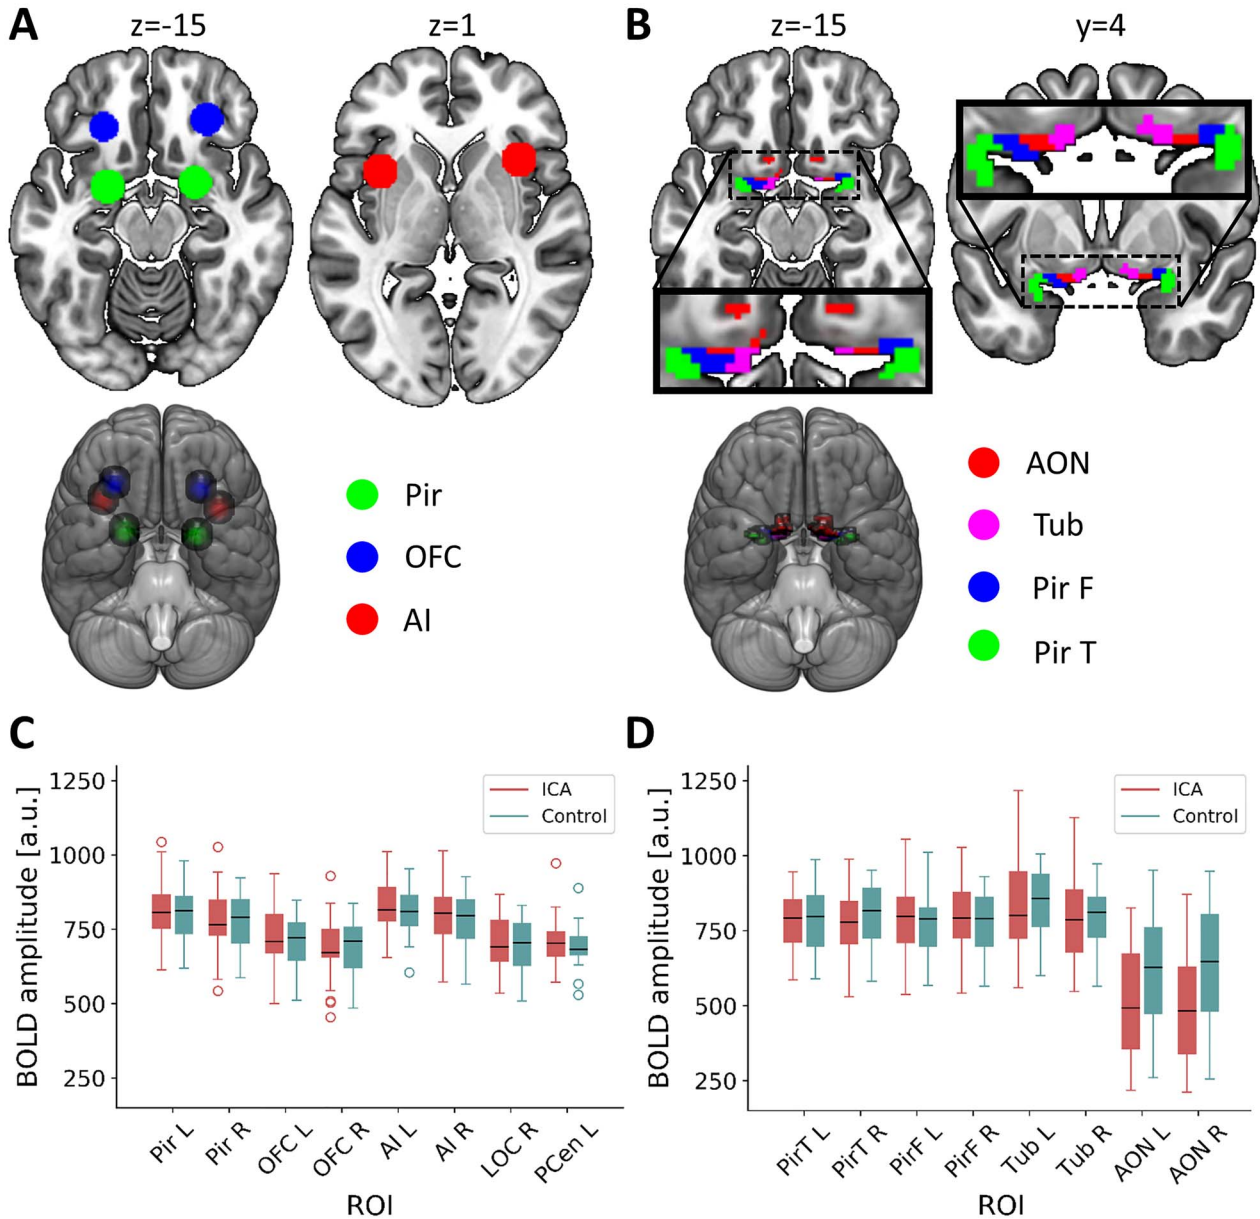 A
z=-15
z=1
Pir
OFC
AI
B
z=-15
y=4
AON
Tub
Pir F
Pir T
C
BOLD amplitude [a.u.]
1250
1000
750
500
250
ICA
Control
Pir L
Pir R
OFC L
OFC R
AI L
AI R
LOC R
PCen L
ROI
D
BOLD amplitude [a.u.]
1250
1000
750
500
250
ICA
Control
PirT L
PirT R
PirF L
PirF R
Tub L
Tub R
AON L
AON R
ROI